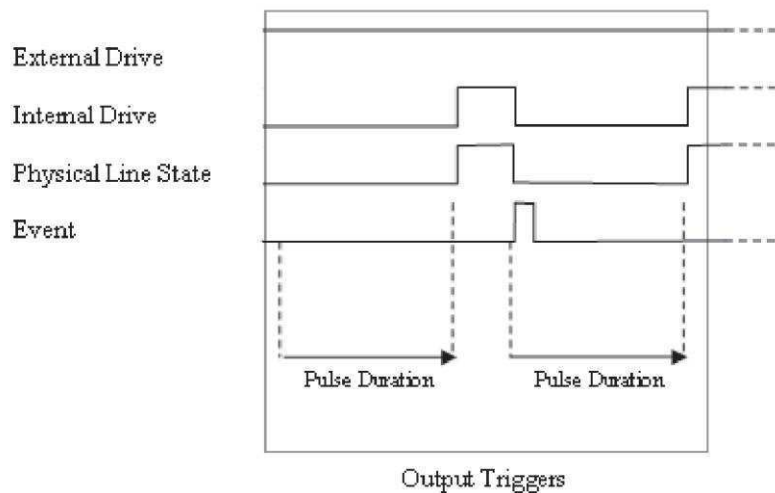 External Drive
Internal Drive
Physical Line State
Event
Pulse Duration
Pulse Duration
Output Triggers